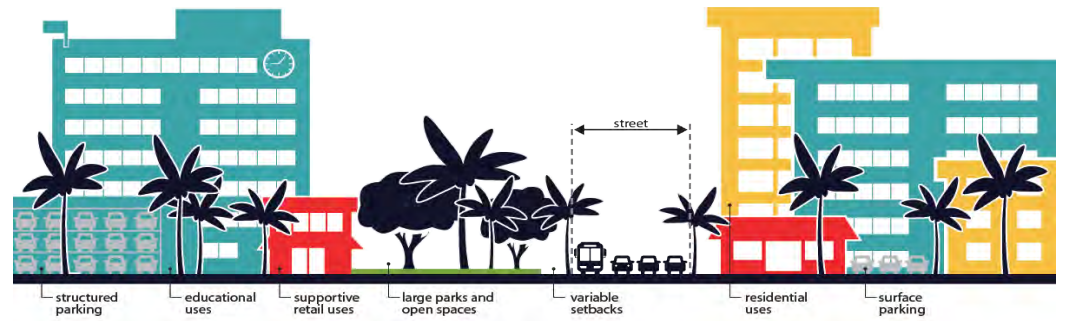 street
structured
parking
educational
uses
supportive
retail uses
large parks and
open spaces
variable
setbacks
residential
uses
surface
parking